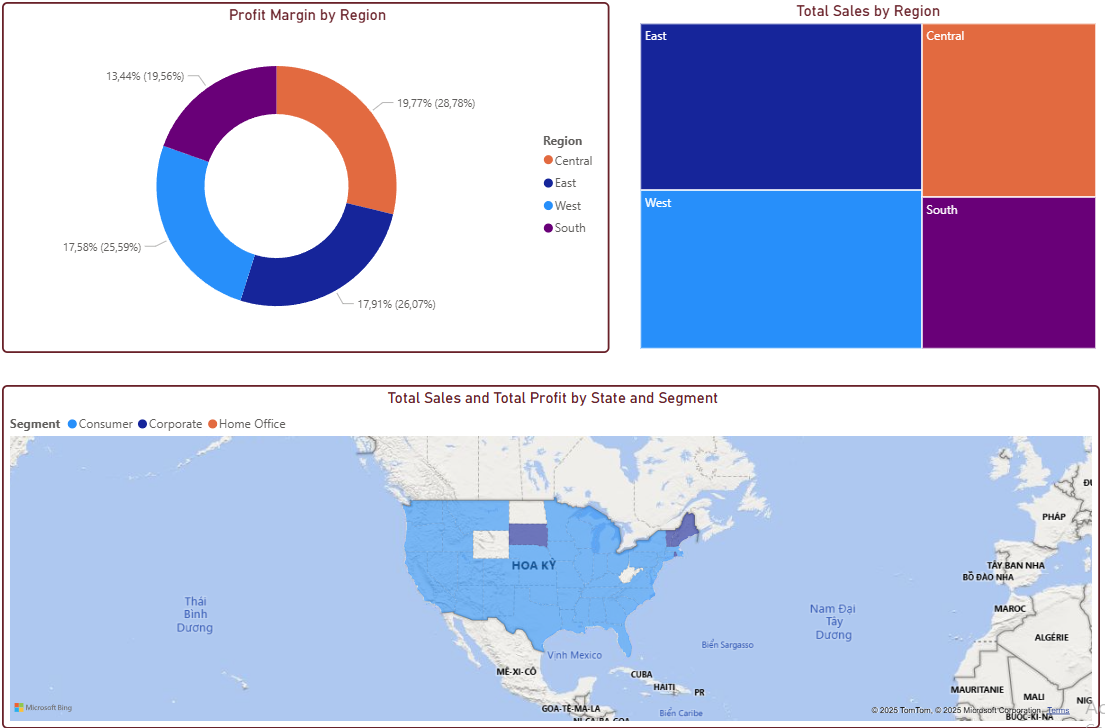 Profit Margin by Region
13,44% (19,56%)
19,77% (28,78%)
17,58% (25,59%)
17,91% (26,07%)
Region
Central
East
West
South
Total Sales by Region
East
Central
West
South
Total Sales and Total Profit by State and Segment
Segment Consumer Corporate Home Office
HOA KỲ
Thái
Bình
Dương
Nam Đại
Tây
Dương
Biển Sargasso
Vịnh Mexico
MÊ-XI-CÔ
CUBA
HAITI
PR
GOA-TÊ-MA-LA
Biển Caribe
PHÁP
TÂY BAN NHA
BỒ ĐÀO NHA
MAROC
ALGÉRIE
MAURITANIE
MALI
Microsoft Bing
© 2025 TomTom, © 2025 Microsoft Corporation Terms